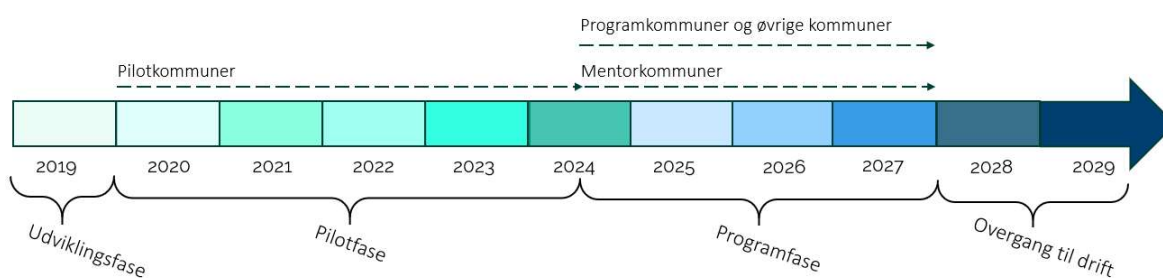 Programkommuner og øvrige kommuner
Pilotkommuner
Mentorkommuner
2019 2020 2021 2022 2023 2024 2025 2026 2027 2028 2029
Udviklingsfase
Pilotfase
Programfase
Overgang til drift